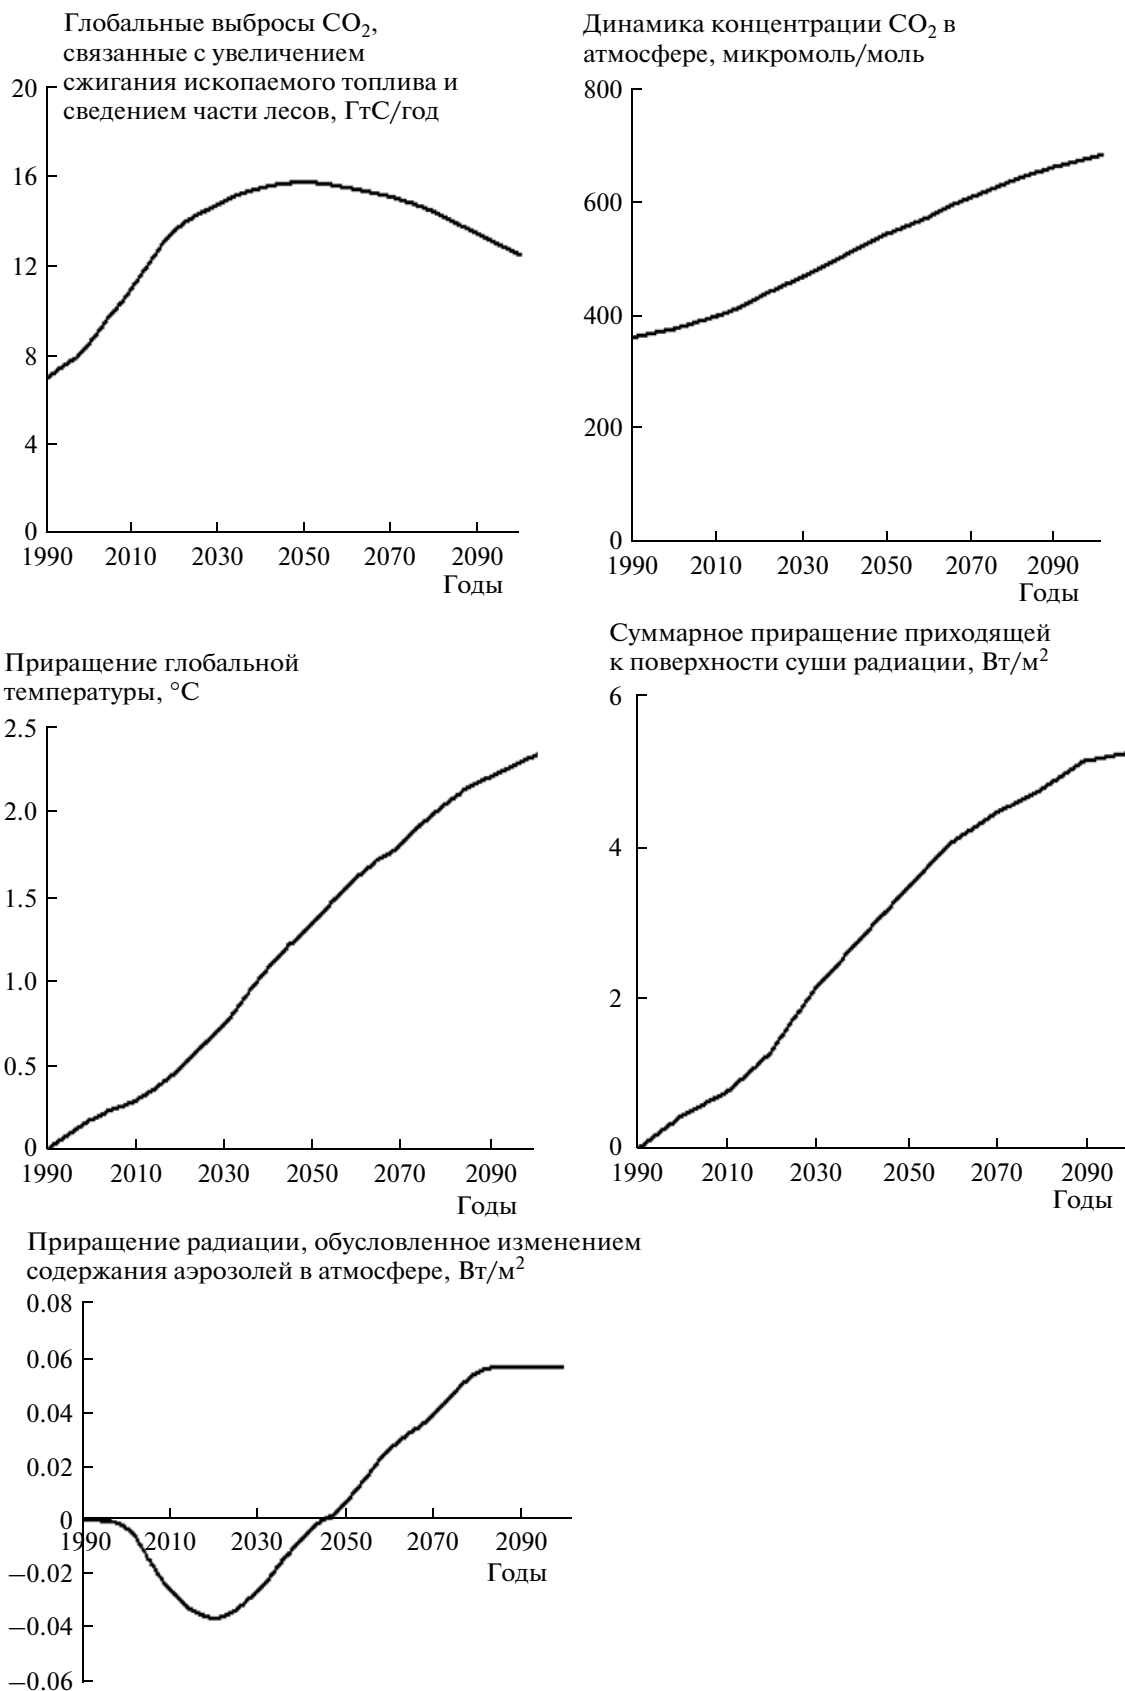 Глобальные выбросы CO₂,
связанные с увеличением
сжигания ископаемого топлива и
сведением части лесов, ГтС/год
20
16
12
8
4
0
1990 2010 2030 2050 2070 2090
Годы
Динамика концентрации CO₂ в
атмосфере, микромоль/моль
800
600
400
200
0
1990 2010 2030 2050 2070 2090
Годы
Приращение глобальной
температуры, °C
2.5
2.0
1.5
1.0
0.5
0
1990 2010 2030 2050 2070 2090
Годы
Суммарное приращение приходящей
к поверхности суши радиации, Вт/м²
6
4
2
0
1990 2010 2030 2050 2070 2090
Годы
Приращение радиации, обусловленное изменением
содержания аэрозолей в атмосфере, Вт/м²
0.08
0.06
0.04
0.02
0
1990 2010 2030 2050 2070 2090
Годы
−0.02
−0.04
−0.06